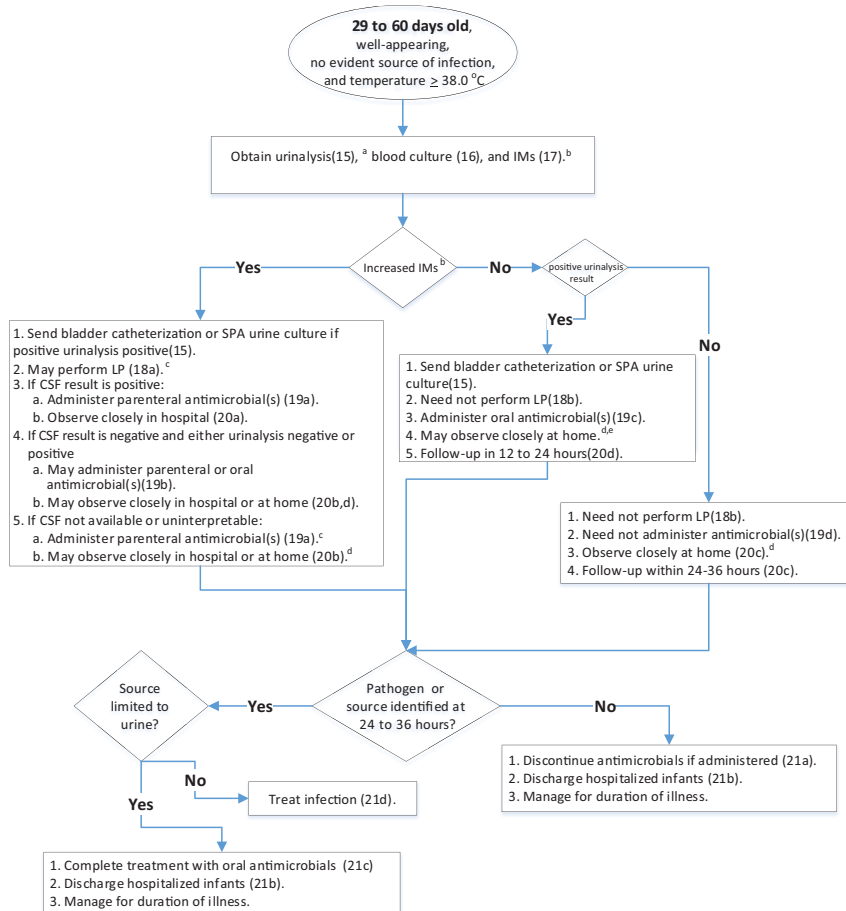 29 to 60 days old,
well-appearing,
no evident source of infection,
and temperature ≥ 38.0 °C
Obtain urinalysis(15), a blood culture (16), and IMs (17).b
Increased IMs b
Yes
No
positive urinalysis
result
Yes
No
1. Send bladder catheterization or SPA urine culture if
positive urinalysis positive(15).
2. May perform LP (18a). c
3. If CSF result is positive:
a. Administer parenteral antimicrobial(s) (19a).
b. Observe closely in hospital (20a).
4. If CSF result is negative and either urinalysis negative or
positive
a. May administer parenteral or oral
antimicrobial(s)(19b).
b. May observe closely in hospital or at home (20b,d).
5. If CSF not available or uninterpretable:
a. Administer parenteral antimicrobial(s) (19a).c
b. May observe closely in hospital or at home (20b).d
1. Send bladder catheterization or SPA urine
culture(15).
2. Need not perform LP(18b).
3. Administer oral antimicrobial(s)(19c).
4. May observe closely at home.d,e
5. Follow-up in 12 to 24 hours(20d).
1. Need not perform LP(18b).
2. Need not administer antimicrobial(s)(19d).
3. Observe closely at home (20c).d
4. Follow-up within 24-36 hours (20c).
Pathogen or
source identified at
24 to 36 hours?
Yes
No
Source
limited to
urine?
No
Yes
Treat infection (21d).
1. Discontinue antimicrobials if administered (21a).
2. Discharge hospitalized infants (21b).
3. Manage for duration of illness.
1. Complete treatment with oral antimicrobials (21c)
2. Discharge hospitalized infants (21b).
3. Manage for duration of illness.